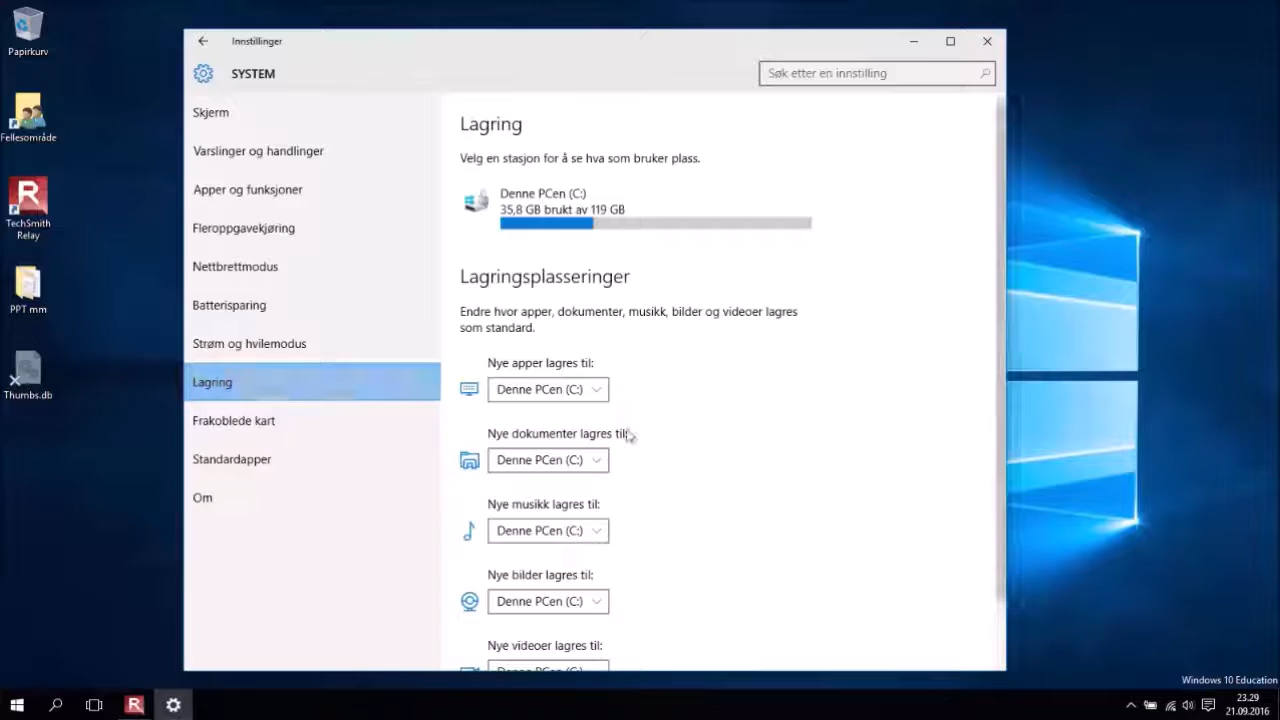 Papirkurv
Fellesområde
TechSmith
Relay
PPT mm
Thumbs.db
Innstillinger
SYSTEM
Søk etter en innstilling
Skjerm
Varslinger og handlinger
Apper og funksjoner
Fleroppgavekjøring
Nettbrettmodus
Batterisparing
Strøm og hvilemodus
Lagring
Frakoblede kart
Standardapper
Om
Lagring
Velg en stasjon for å se hva som bruker plass.
Denne PCen (C:)
35,8 GB brukt av 119 GB
Lagringsplasseringer
Endre hvor apper, dokumenter, musikk, bilder og videoer lagres
som standard.
Nye apper lagres til:
Denne PCen (C:)
Nye dokumenter lagres til:
Denne PCen (C:)
Nye musikk lagres til:
Denne PCen (C:)
Nye bilder lagres til:
Denne PCen (C:)
Nye videoer lagres til:
Denne PCen (C:)
Windows 10 Education
23.29
21.09.2016